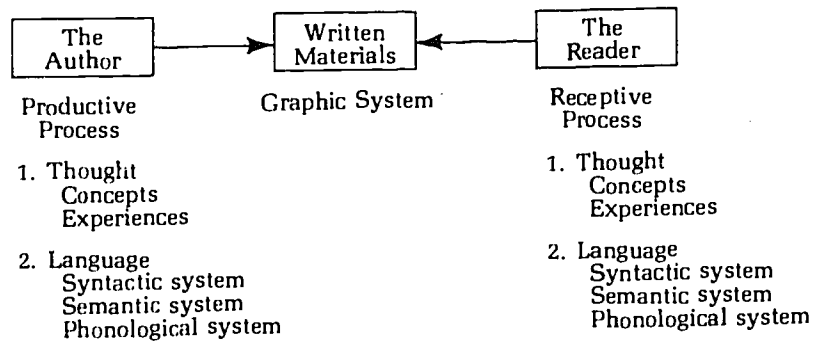 The
Author
Written
Materials
The
Reader
Productive
Process
Graphic System
Receptive
Process
1. Thought
Concepts
Experiences
2. Language
Syntactic system
Semantic system
Phonological system
1. Thought
Concepts
Experiences
2. Language
Syntactic system
Semantic system
Phonological system